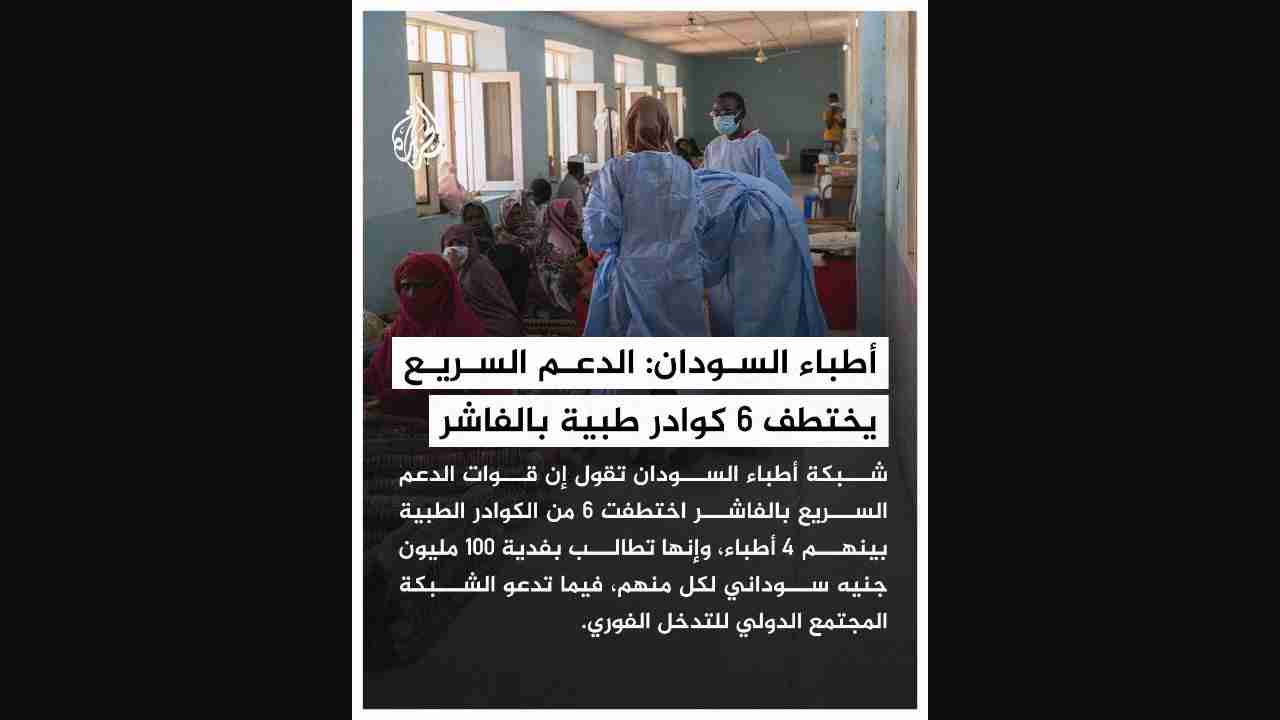 الجزيرة
أطباء السودان: الدعم السريع
يختطف 6 كوادر طبية بالفاشر
شبكة أطباء السودان تقول إن قوات الدعم
السريع بالفاشر اختطفت 6 من الكوادر الطبية
بينهم 4 أطباء، وإنها تطالب بفدية 100 مليون
جنيه سوداني لكل منهم، فيما تدعو الشبكة
المجتمع الدولي للتدخل الفوري.